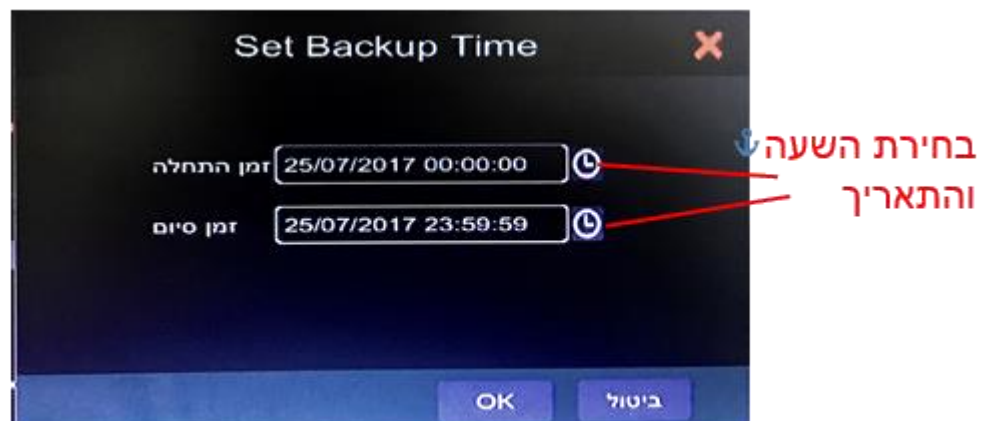 Set Backup Time
זמן התחלה 25/07/2017 00:00:00
זמן סיום 25/07/2017 23:59:59
OK ביטול
בחירת השעה
והתאריך